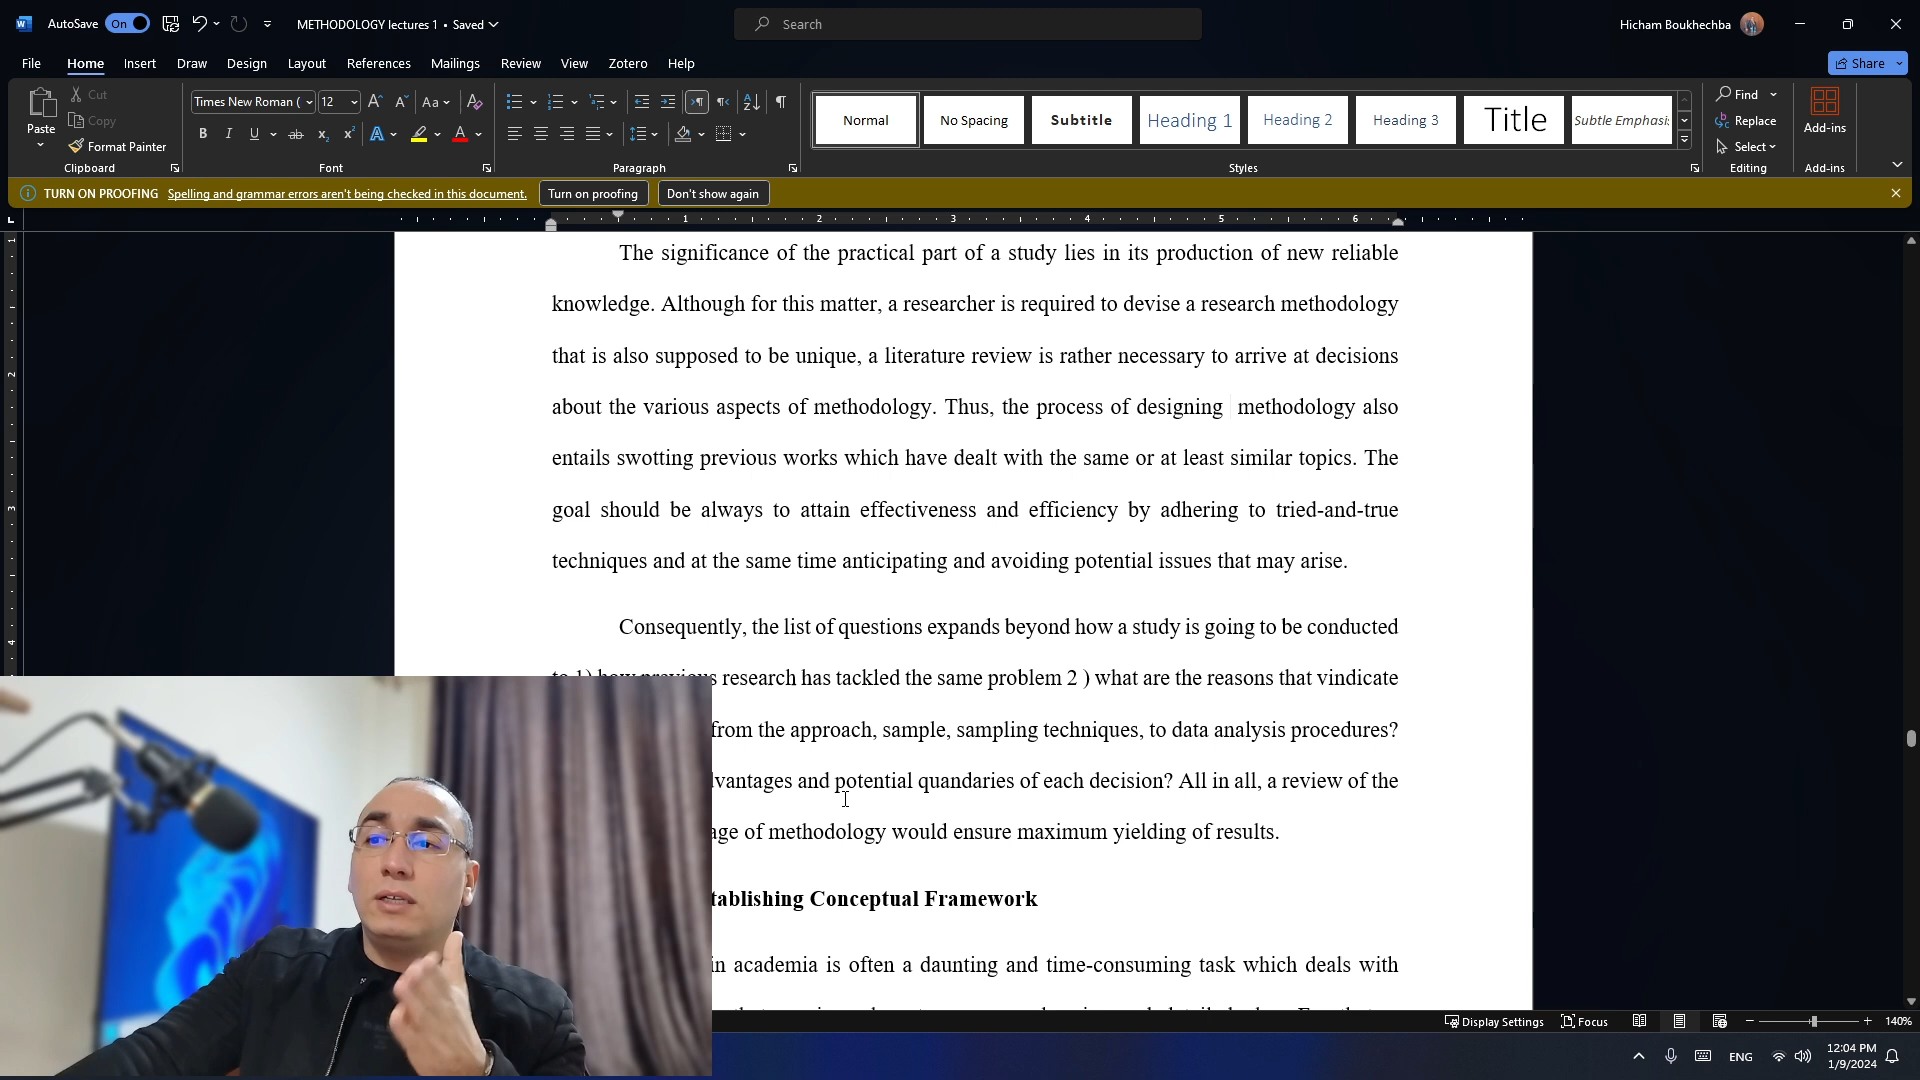 AutoSave On METHODOLOGY lectures 1 • Saved Search Hicham Boukhechba
File Home Insert Draw Design Layout References Mailings Review View Zotero Help Share
Paste Cut Copy Format Painter
Times New Roman ( 12 Aa
Normal No Spacing Subtitle Heading 1 Heading 2 Heading 3 Title Subtle Emphasi
Find Replace Select Add-ins
Clipboard Font Paragraph Styles Editing Add-ins
TURN ON PROOFING Spelling and grammar errors aren't being checked in this document. Turn on proofing Don't show again
1 2 3 4 5 6
The significance of the practical part of a study lies in its production of new reliable
knowledge. Although for this matter, a researcher is required to devise a research methodology
that is also supposed to be unique, a literature review is rather necessary to arrive at decisions
about the various aspects of methodology. Thus, the process of designing methodology also
entails swotting previous works which have dealt with the same or at least similar topics. The
goal should be always to attain effectiveness and efficiency by adhering to tried-and-true
techniques and at the same time anticipating and avoiding potential issues that may arise.
Consequently, the list of questions expands beyond how a study is going to be conducted
to 1) how previous research has tackled the same problem 2 ) what are the reasons that vindicate
from the approach, sample, sampling techniques, to data analysis procedures?
vantages and potential quandaries of each decision? All in all, a review of the
age of methodology would ensure maximum yielding of results.
tablishing Conceptual Framework
in academia is often a daunting and time-consuming task which deals with
Display Settings Focus 140%
ENG 12:04 PM
1/9/2024